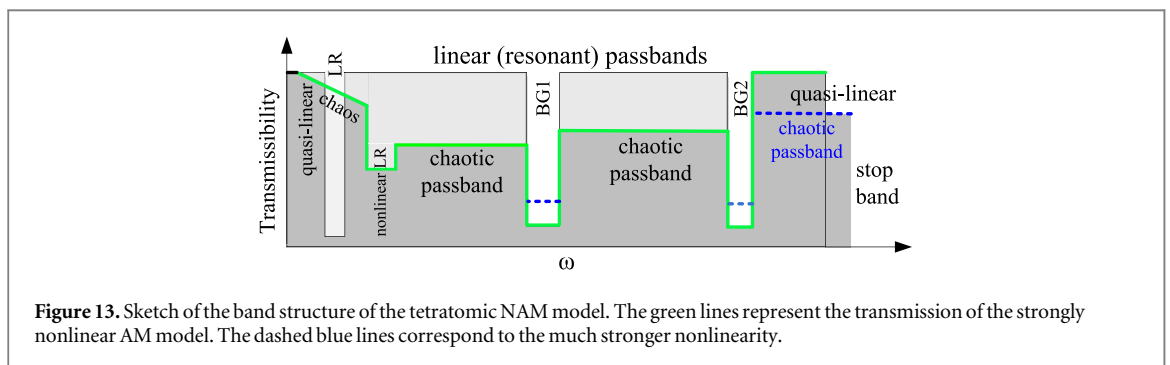 linear (resonant) passbands
LR
BG1
BG2
Transmissibility
quasi-linear
chaos
nonlinear LR
chaotic
passband
chaotic
passband
quasi-linear
chaotic
passband
stop
band
ω
Figure 13. Sketch of the band structure of the tetratomic NAM model. The green lines represent the transmission of the strongly
nonlinear AM model. The dashed blue lines correspond to the much stronger nonlinearity.